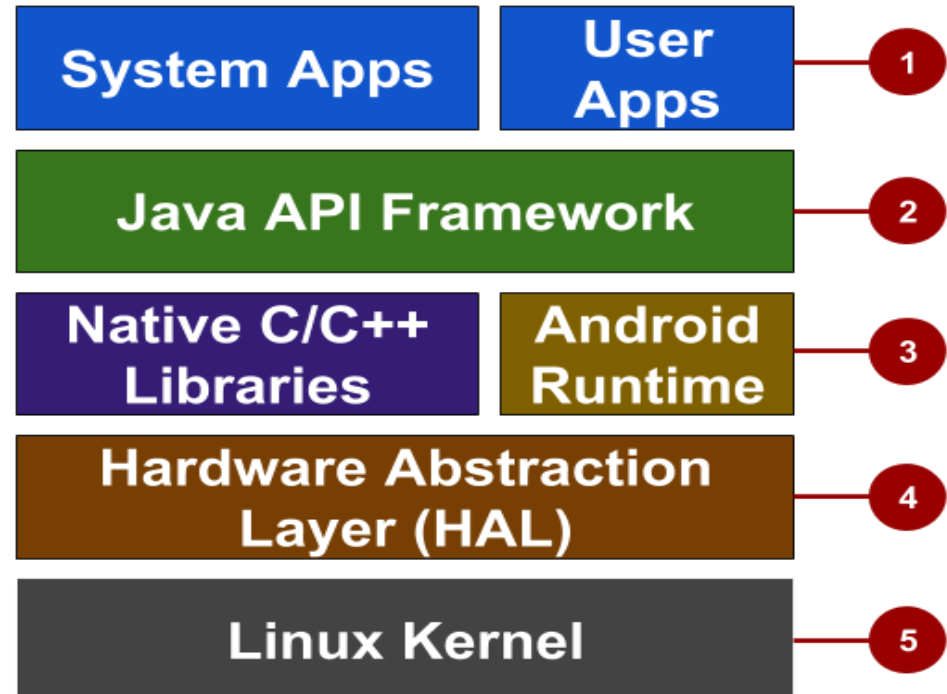 System Apps
User
Apps
1
Java API Framework
2
Native C/C++
Libraries
Android
Runtime
3
Hardware Abstraction
Layer (HAL)
4
Linux Kernel
5